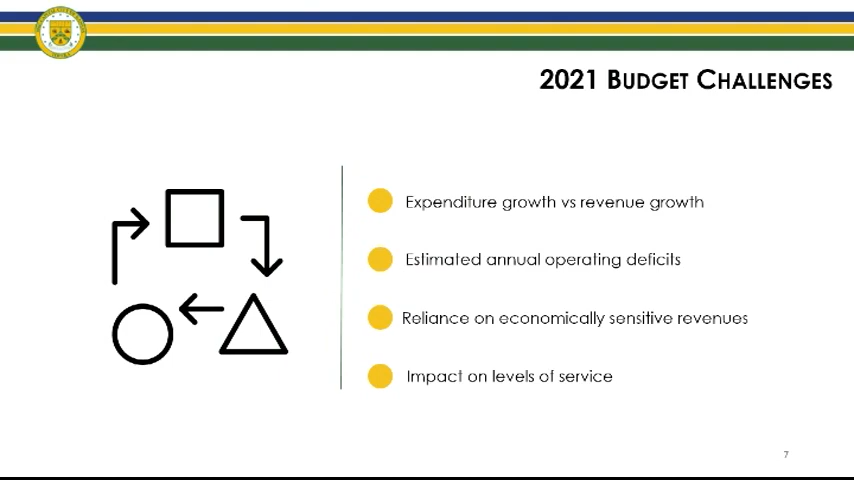 2021 BUDGET CHALLENGES
Expenditure growth vs revenue growth
Estimated annual operating deficits
Reliance on economically sensitive revenues
Impact on levels of service
7